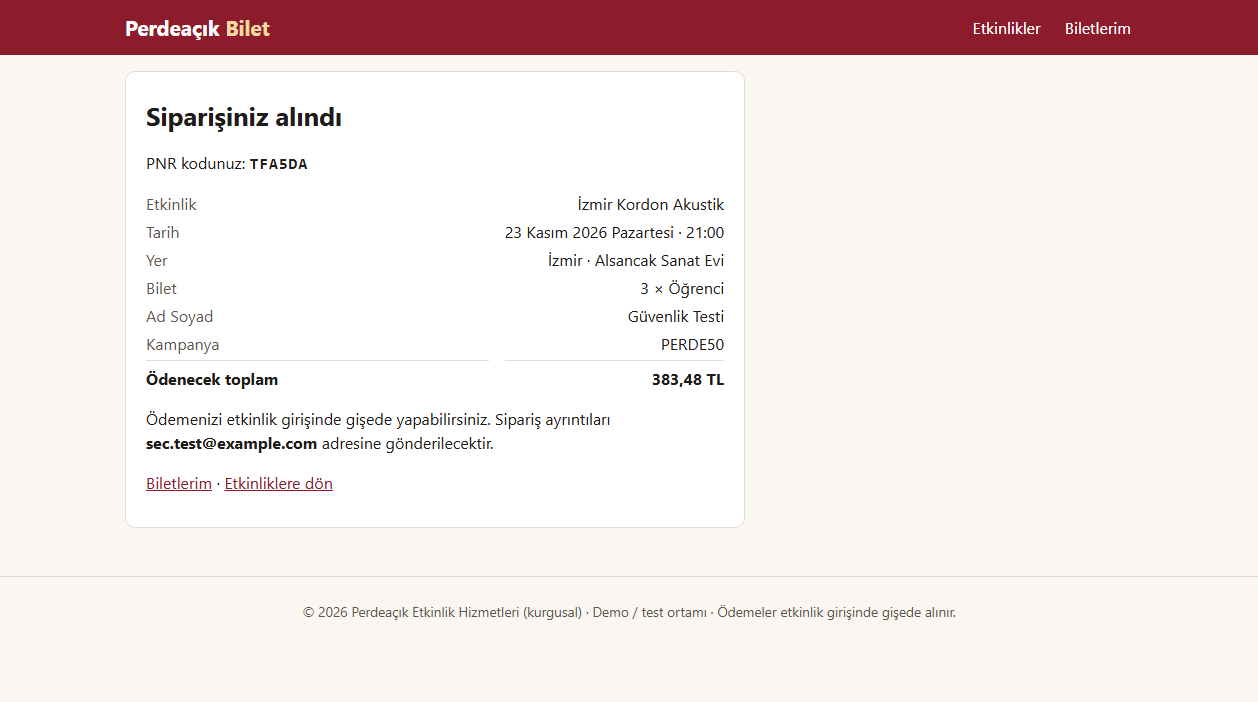 Perdeaçık Bilet
Etkinlikler Biletlerim
Siparişiniz alındı
PNR kodunuz: TFA5DA
Etkinlik İzmir Kordon Akustik
Tarih 23 Kasım 2026 Pazartesi · 21:00
Yer İzmir · Alsancak Sanat Evi
Bilet 3 × Öğrenci
Ad Soyad Güvenlik Testi
Kampanya PERDE50
Ödenecek toplam 383,48 TL
Ödemenizi etkinlik girişinde gişede yapabilirsiniz. Sipariş ayrıntıları
sec.test@example.com adresine gönderilecektir.
Biletlerim · Etkinliklere dön
© 2026 Perdeaçık Etkinlik Hizmetleri (kurgusal) · Demo / test ortamı · Ödemeler etkinlik girişinde gişede alınır.